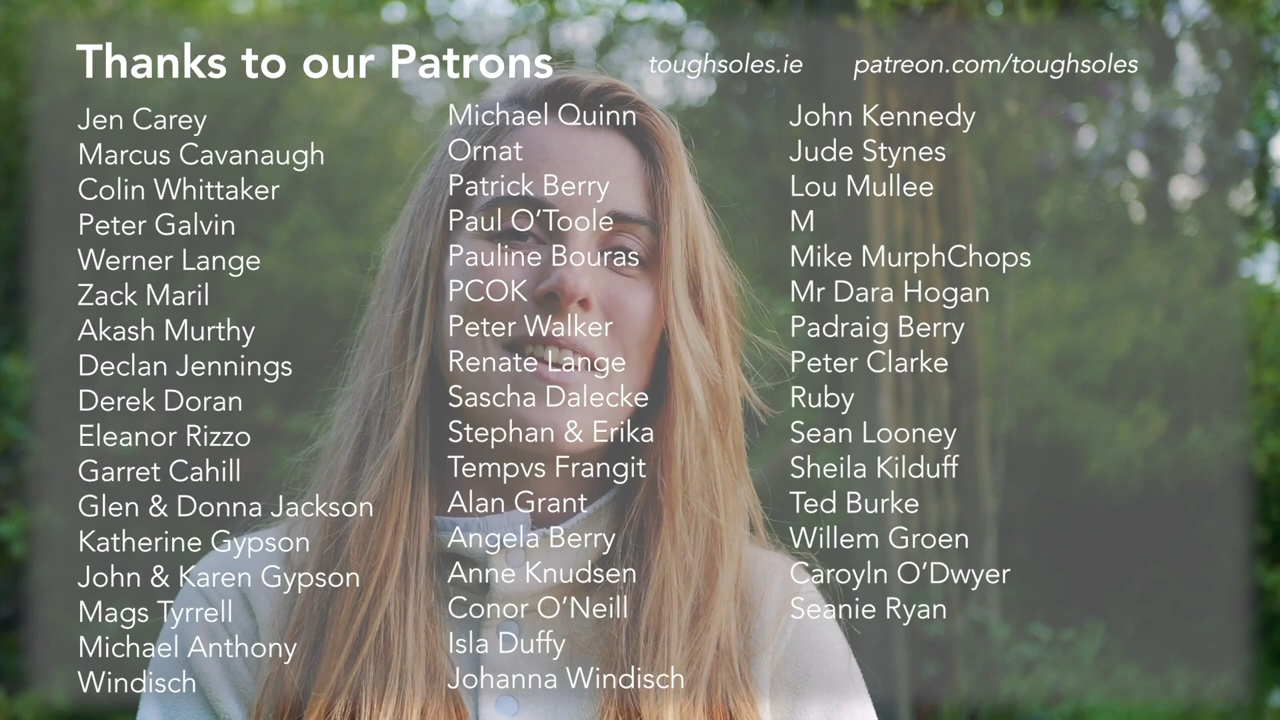 Thanks to our Patrons
toughsoles.ie
patreon.com/toughsoles
Jen Carey
Marcus Cavanaugh
Colin Whittaker
Peter Galvin
Werner Lange
Zack Maril
Akash Murthy
Declan Jennings
Derek Doran
Eleanor Rizzo
Garret Cahill
Glen & Donna Jackson
Katherine Gypson
John & Karen Gypson
Mags Tyrrell
Michael Anthony
Windisch
Michael Quinn
Ornat
Patrick Berry
Paul O’Toole
Pauline Bouras
PCOK
Peter Walker
Renate Lange
Sascha Dalecke
Stephan & Erika
Tempvs Frangit
Alan Grant
Angela Berry
Anne Knudsen
Conor O’Neill
Isla Duffy
Johanna Windisch
John Kennedy
Jude Stynes
Lou Mullee
M
Mike MurphChops
Mr Dara Hogan
Padraig Berry
Peter Clarke
Ruby
Sean Looney
Sheila Kilduff
Ted Burke
Willem Groen
Caroyln O’Dwyer
Seanie Ryan